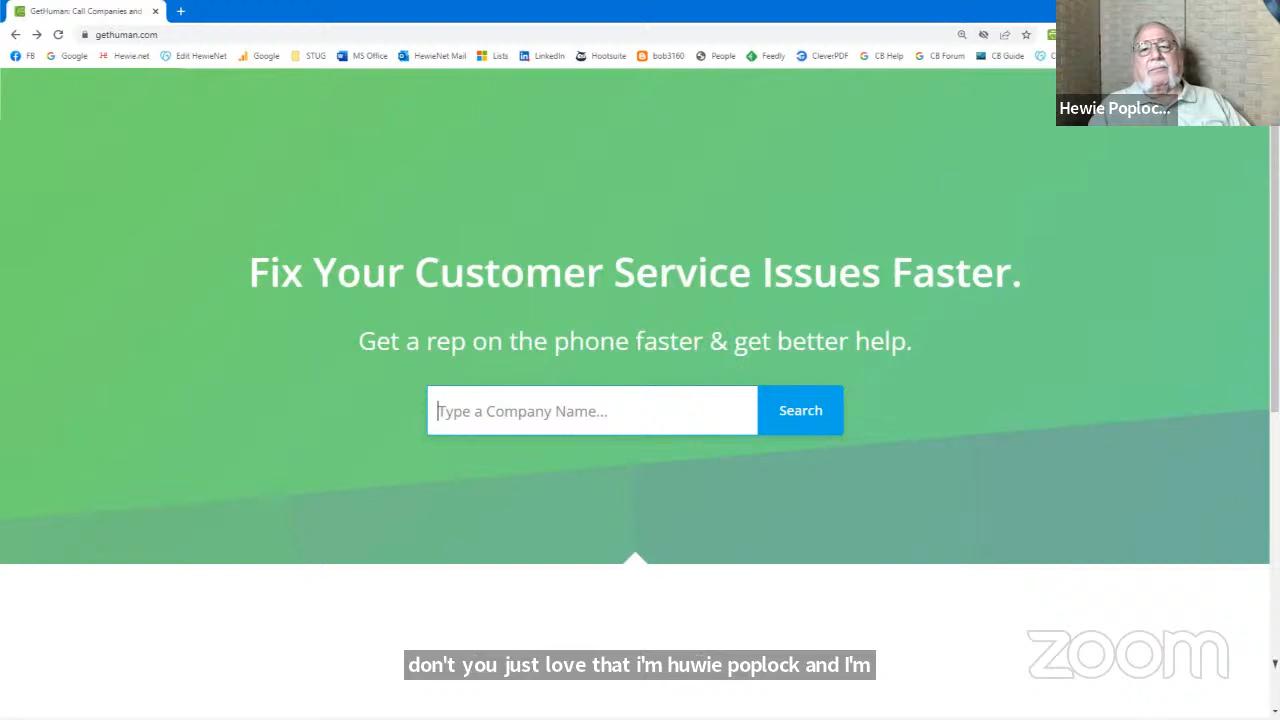 GetHuman: Call Companies and
gethuman.com
FB Google Hewie.net Edit HewieNet Google STUG MS Office HewieNet Mail Lists LinkedIn Hootsuite bob3160 People Feedly CleverPDF CB Help CB Forum CB Guide
Hewie Poploc...
Fix Your Customer Service Issues Faster.
Get a rep on the phone faster & get better help.
Type a Company Name...
Search
zoom
don't you just love that i'm huwie poplock and I'm